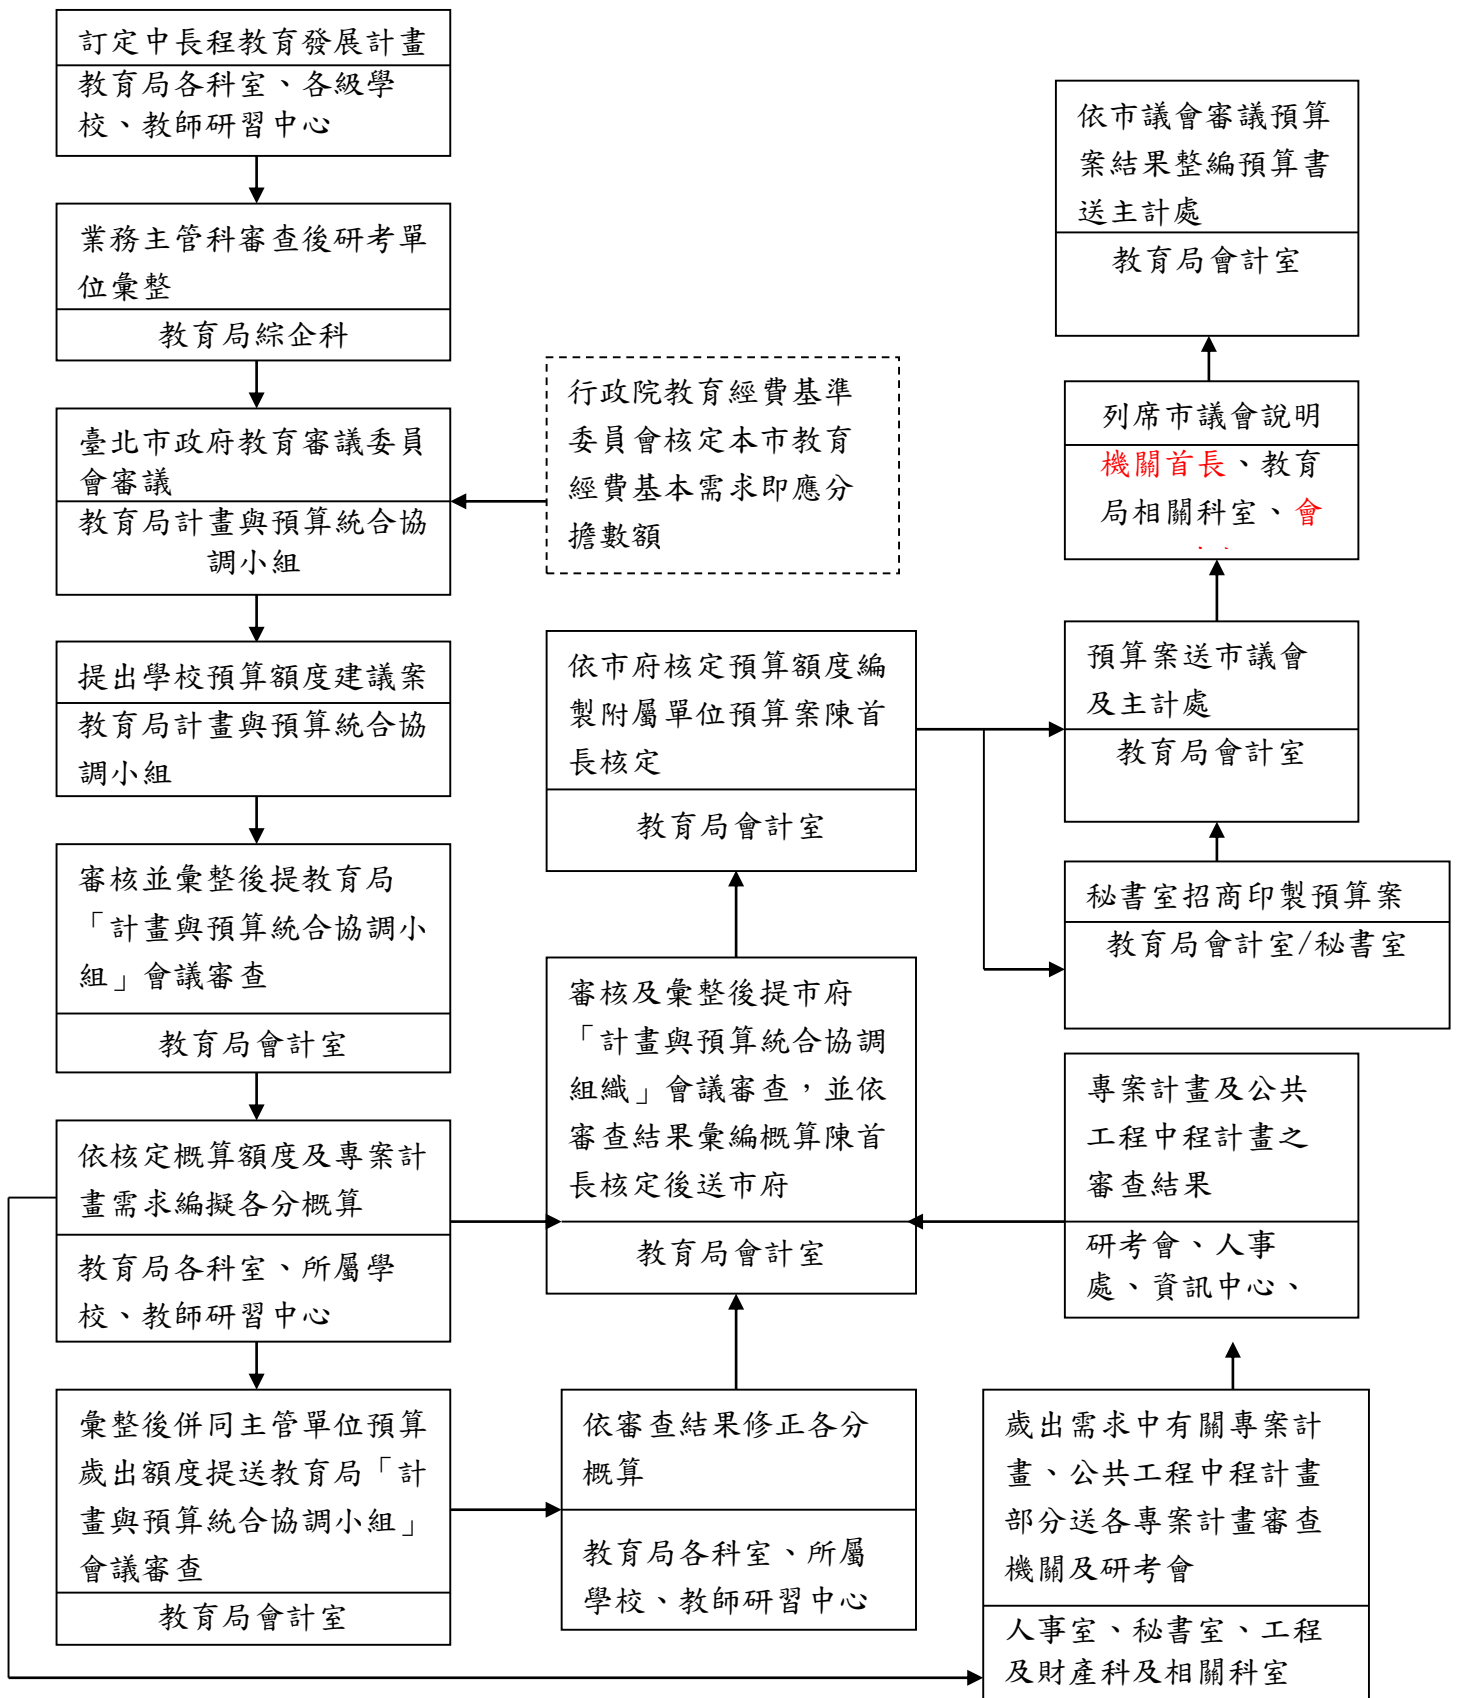 訂定中長程教育發展計畫
教育局各科室、各級學
校、教師研習中心
業務主管科審查後研考單
位彙整
教育局綜企科
臺北市政府教育審議委員
會審議
教育局計畫與預算統合協
調小組
行政院教育經費基準
委員會核定本市教育
經費基本需求即應分
擔數額
提出學校預算額度建議案
教育局計畫與預算統合協
調小組
審核並彙整後提教育局
「計畫與預算統合協調小
組」會議審查
教育局會計室
依核定概算額度及專案計
畫需求編擬各分概算
教育局各科室、所屬學
校、教師研習中心
彙整後併同主管單位預算
歲出額度提送教育局「計
畫與預算統合協調小組」
會議審查
教育局會計室
依審查結果修正各分
概算
教育局各科室、所屬
學校、教師研習中心
審核及彙整後提市府
「計畫與預算統合協調
組織」會議審查，並依
審查結果彙編概算陳首
長核定後送市府
教育局會計室
依市府核定預算額度編
製附屬單位預算案陳首
長核定
教育局會計室
歲出需求中有關專案計
畫、公共工程中程計畫
部分送各專案計畫審查
機關及研考會
人事室、秘書室、工程
及財產科及相關科室
專案計畫及公共
工程中程計畫之
審查結果
研考會、人事
處、資訊中心、
秘書室招商印製預算案
教育局會計室/秘書室
預算案送市議會
及主計處
教育局會計室
列席市議會說明
機關首長、教育
局相關科室、會
依市議會審議預算
案結果整編預算書
送主計處
教育局會計室